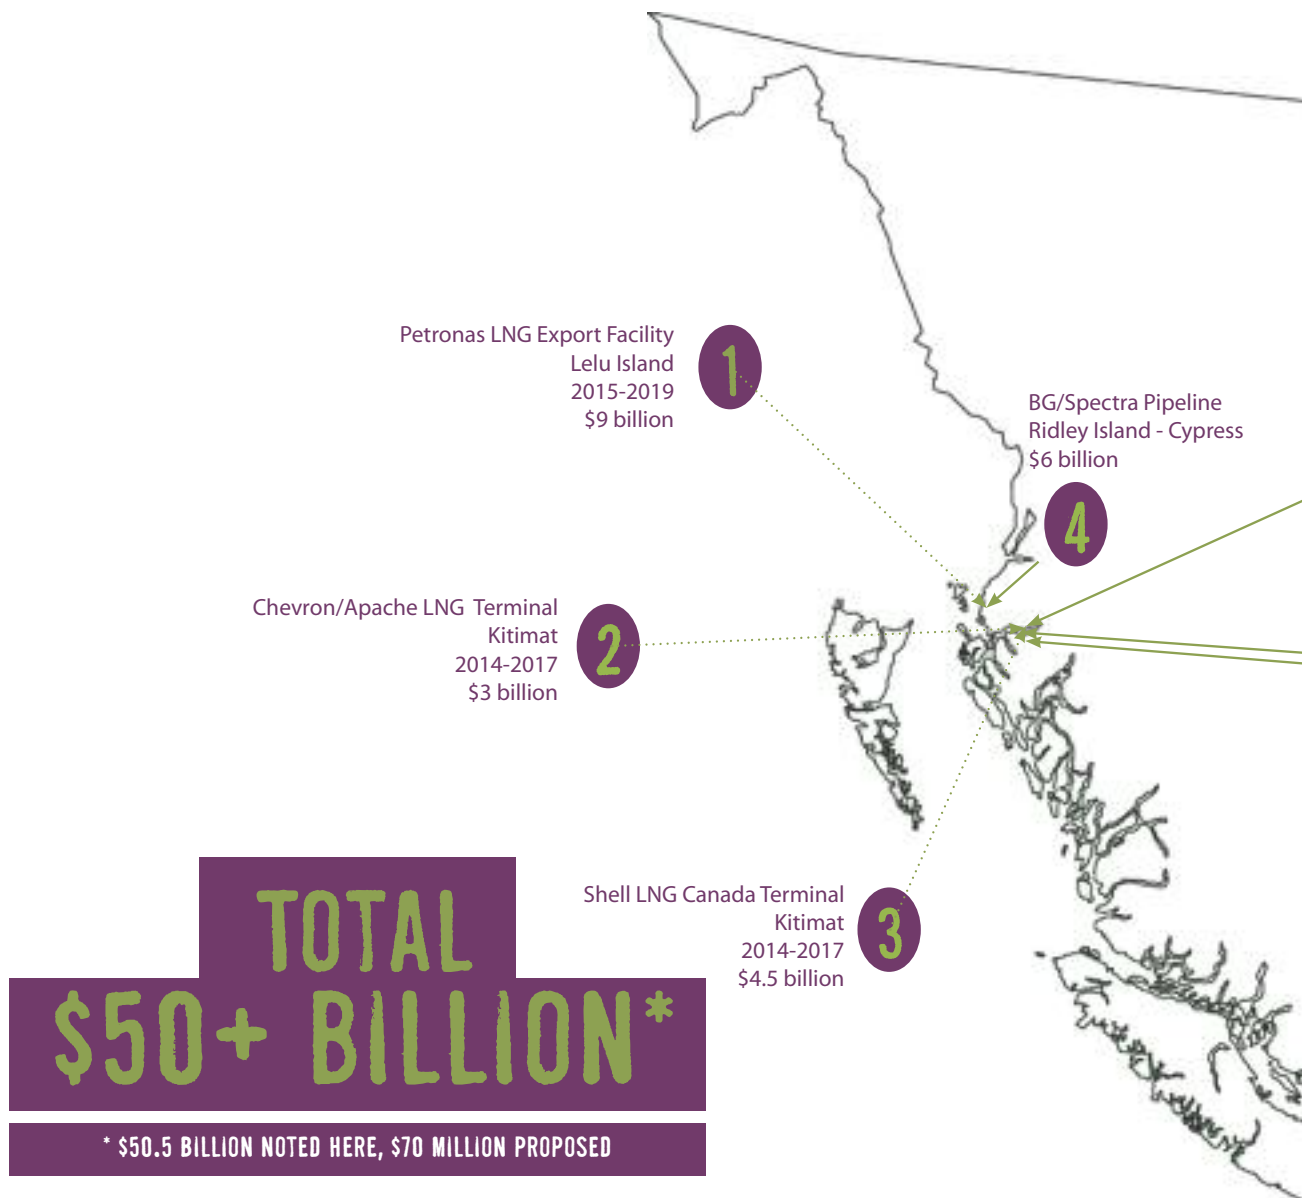 Petronas LNG Export Facility
Lelu Island
2015-2019
$9 billion
1
BG/Spectra Pipeline
Ridley Island - Cypress
$6 billion
4
Chevron/Apache LNG Terminal
Kitimat
2014-2017
$3 billion
2
Shell LNG Canada Terminal
Kitimat
2014-2017
$4.5 billion
3
TOTAL
$50+ BILLION*
* $50.5 BILLION NOTED HERE, $70 MILLION PROPOSED